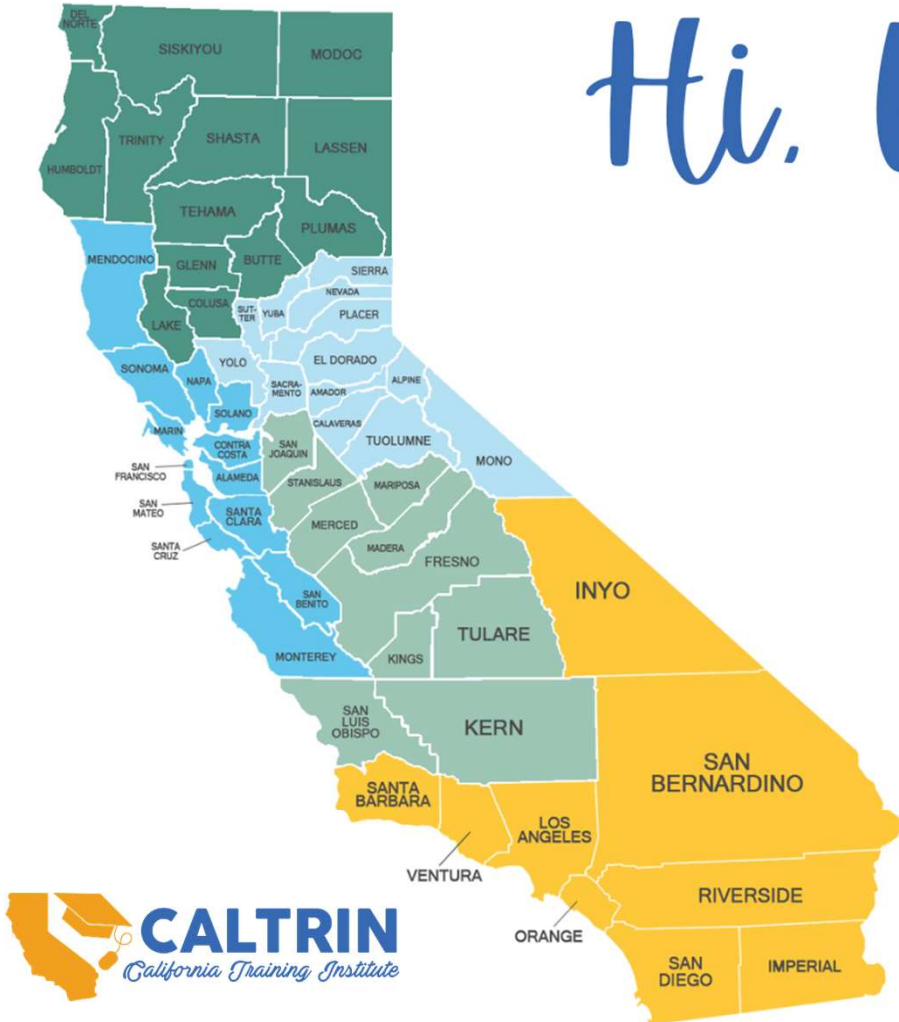 Hi,
DEL
NORTE
SISKIYOU
MODOC
HUMBOLDT
TRINITY
SHASTA
LASSEN
TEHAMA
PLUMAS
MENDOCINO
GLENN
BUTTE
SIERRA
NEVADA
COLUSA
LAKE
SUT-
TER
YUBA
PLACER
SONOMA
NAPA
YOLO
EL DORADO
SACRA-
MENTO
AMADOR
ALPINE
SOLANO
CALAVERAS
MARIN
CONTRA
COSTA
SAN
JOAQUIN
TUOLUMNE
MONO
SAN
FRANCISCO
ALAMEDA
STANISLAUS
MARIPOSA
SAN
MATEO
SANTA
CLARA
MERCED
SANTA
CRUZ
MADERA
FRESNO
SAN
BENITO
INYO
MONTEREY
KINGS
TULARE
SAN
LUIS
OBISPO
KERN
SANTA
BARBARA
SAN
BERNARDINO
VENTURA
LOS
ANGELES
ORANGE
RIVERSIDE
SAN
DIEGO
IMPERIAL
CALTRIN
California Training Institute